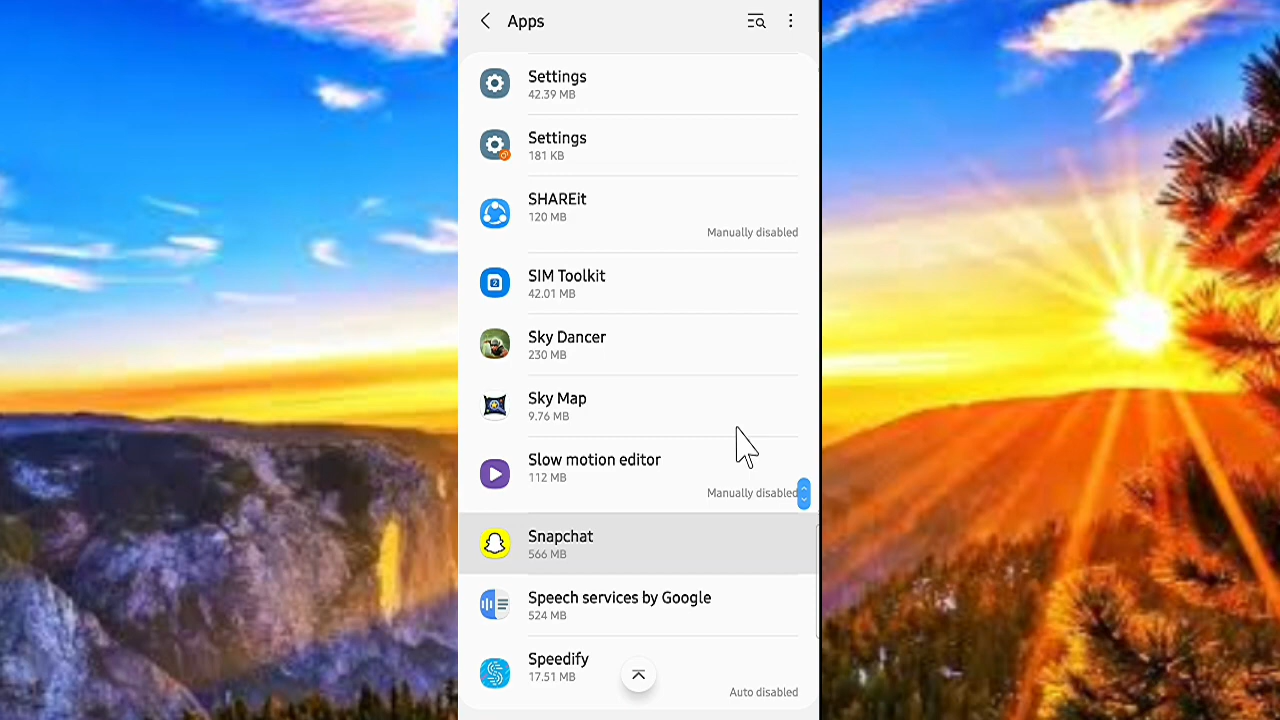 Apps
Settings
42.39 MB
Settings
181 KB
SHAREit
120 MB
Manually disabled
SIM Toolkit
42.01 MB
Sky Dancer
230 MB
Sky Map
9.76 MB
Slow motion editor
112 MB
Manually disabled
Snapchat
566 MB
Speech services by Google
524 MB
Speedify
17.51 MB
Auto disabled